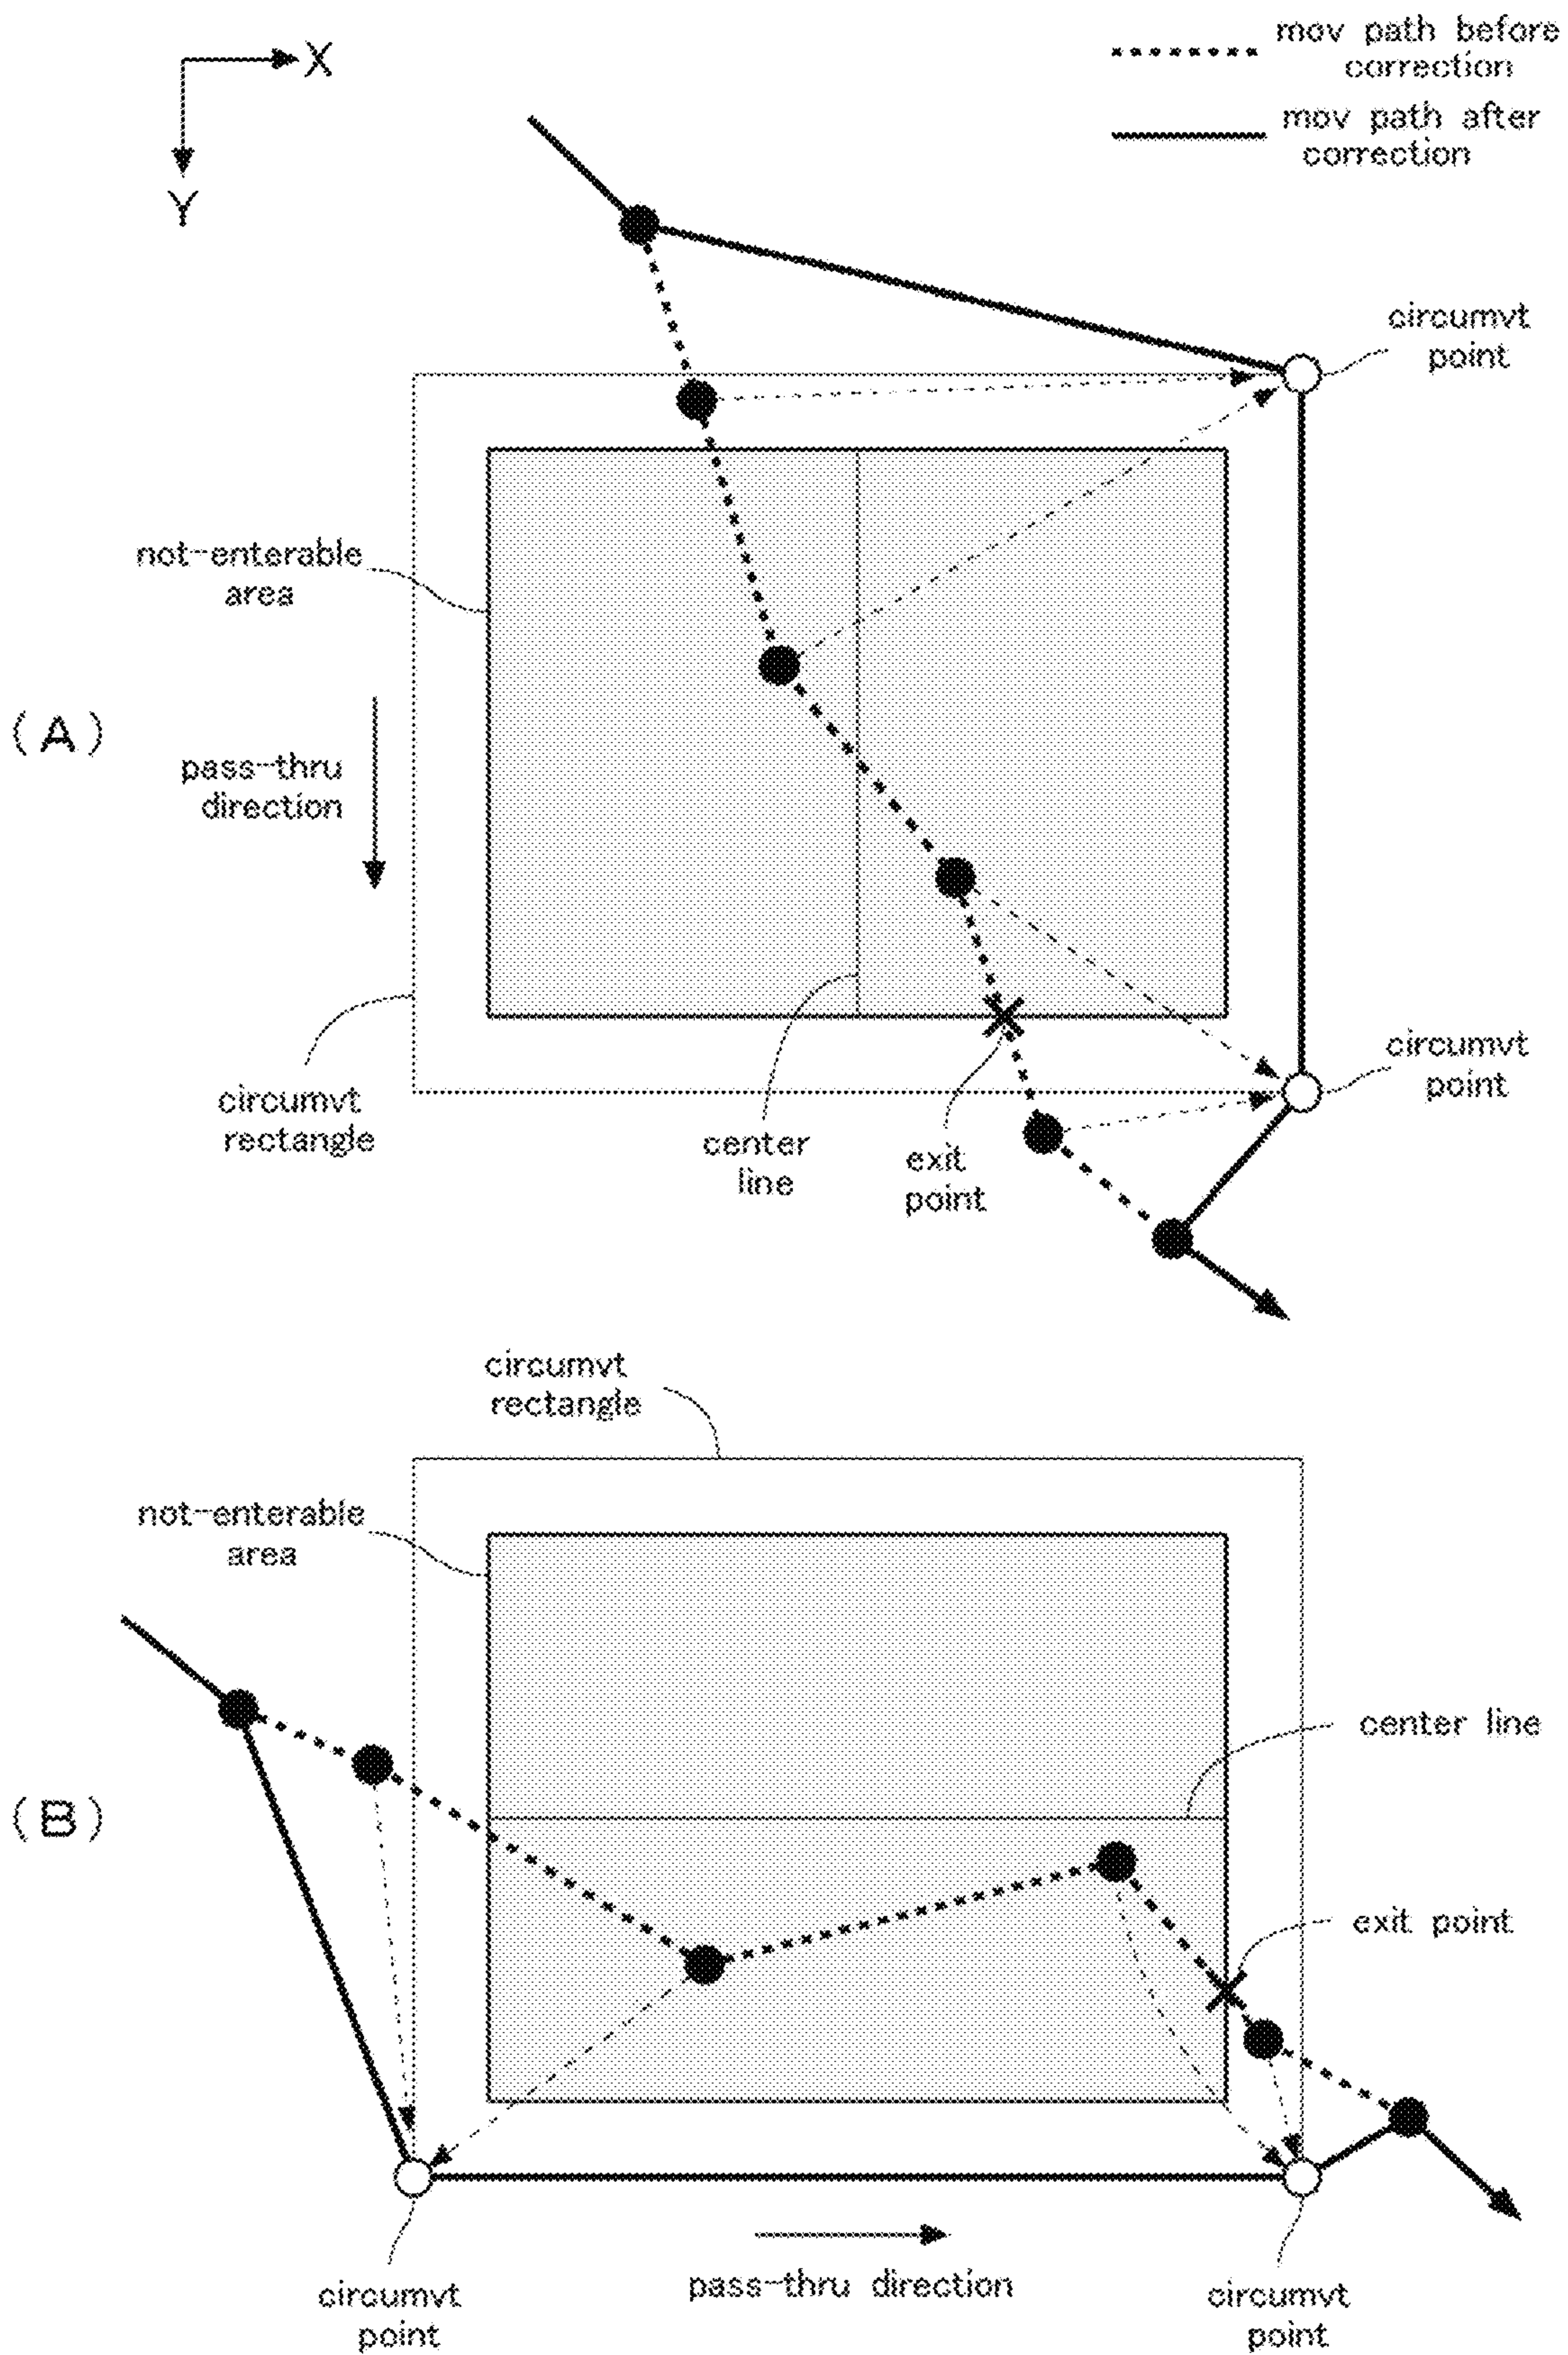 X
Y
mov path before
correction
mov path after
correction
circumvt
point
not-enterable
area
(A)
pass-thru
direction
circumvt
rectangle
center
line
exit
point
circumvt
point
circumvt
rectangle
not-enterable
area
center line
(B)
exit point
circumvt
point
pass-thru direction
circumvt
point